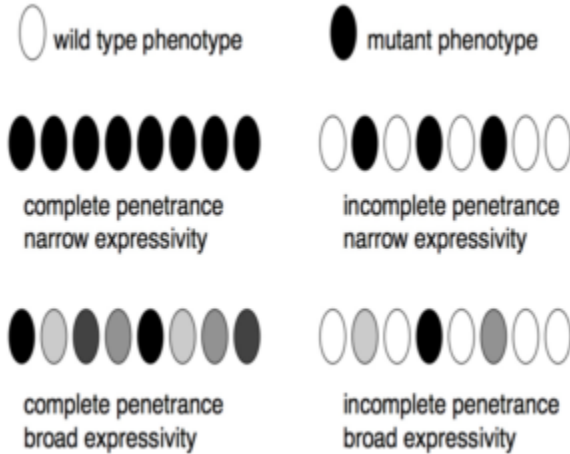 wild type phenotype
mutant phenotype
complete penetrance
narrow expressivity
incomplete penetrance
narrow expressivity
complete penetrance
broad expressivity
incomplete penetrance
broad expressivity